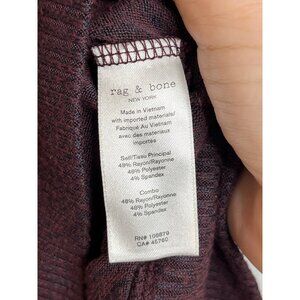 rag & bone
NEW YORK
Made in Vietnam
with imported materials/
Fabriqué Au Vietnam
avec des materiaux
importés
Self/Tissu Principal
48% Rayon/Rayonne
48% Polyester
4% Spandex
Combo
48% Rayon/Rayonne
48% Polyester
4% Spandex
RN# 108879
CA# 45760